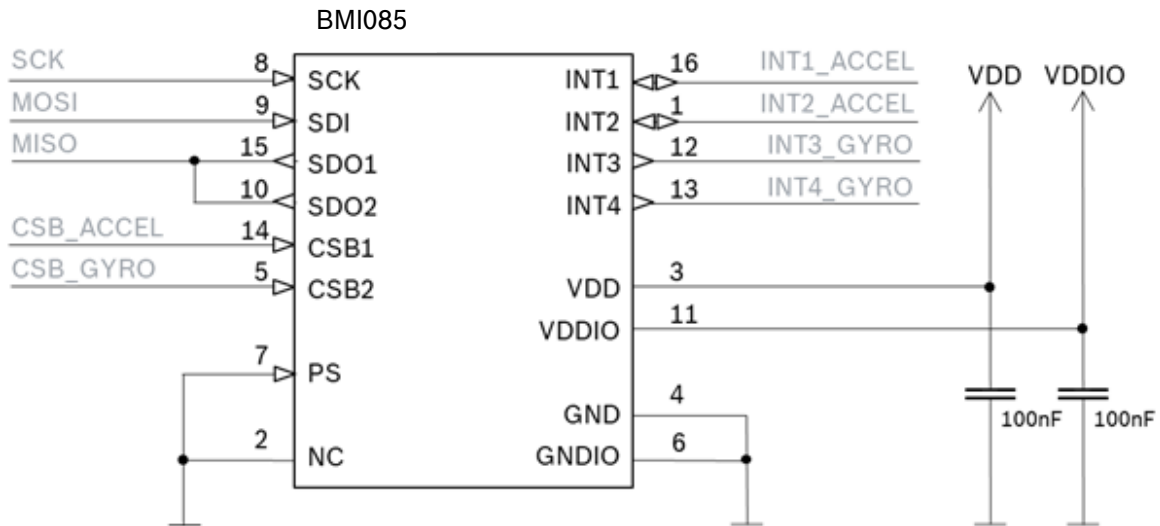 BMI085
SCK
8
SCK
MOSI
9
SDI
MISO
15
SDO1
10
SDO2
CSB_ACCEL
14
CSB1
CSB_GYRO
5
CSB2
7
PS
2
NC
INT1
16
INT1_ACCEL
INT2
1
INT2_ACCEL
INT3
12
INT3_GYRO
INT4
13
INT4_GYRO
VDD
3
VDDIO
11
GND
4
GNDIO
6
VDD
VDDIO
100nF
100nF